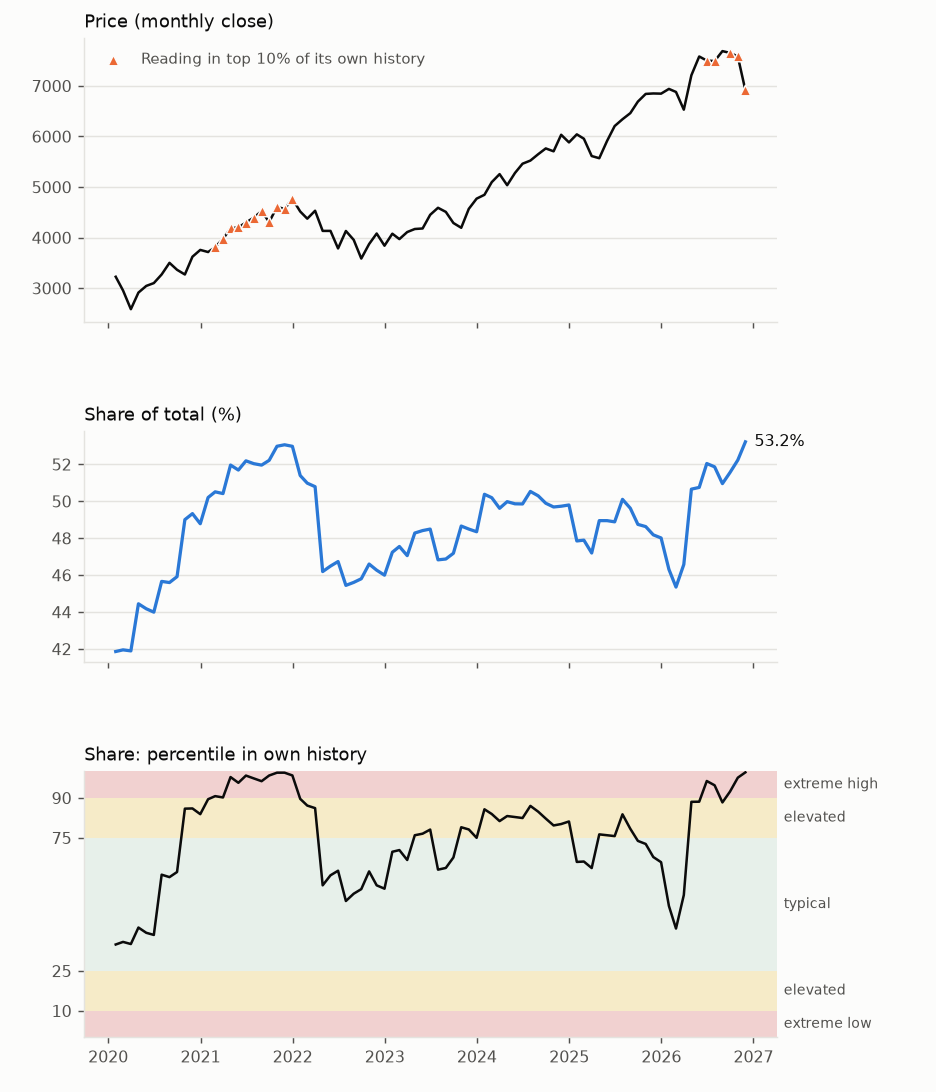 Price (monthly close)
Reading in top 10% of its own history
7000
6000
5000
4000
3000
Share of total (%)
53.2%
52
50
48
46
44
42
Share: percentile in own history
extreme high
90
elevated
75
typical
25
elevated
10
extreme low
2020 2021 2022 2023 2024 2025 2026 2027